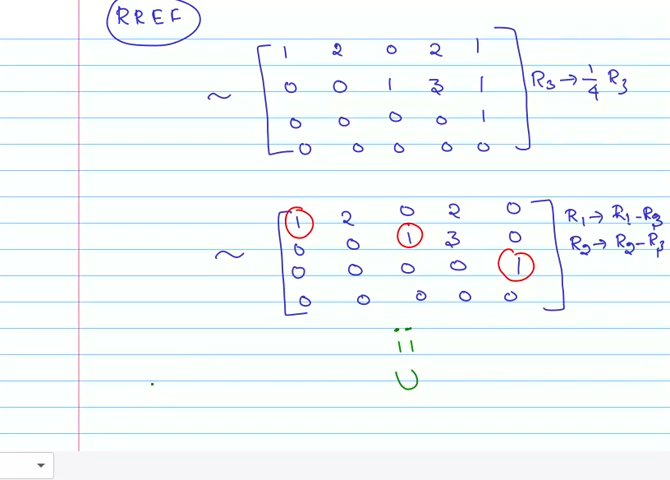 RREF
1 2 0 2 1
~ 0 0 1 3 1 R₃→¼ R₃
0 0 0 0 1
0 0 0 0 0
1 2 0 2 0 R₁→ R₁-R₃
~ 0 0 1 3 0 R₂→ R₂-R₃
0 0 0 0 1
0 0 0 0 0